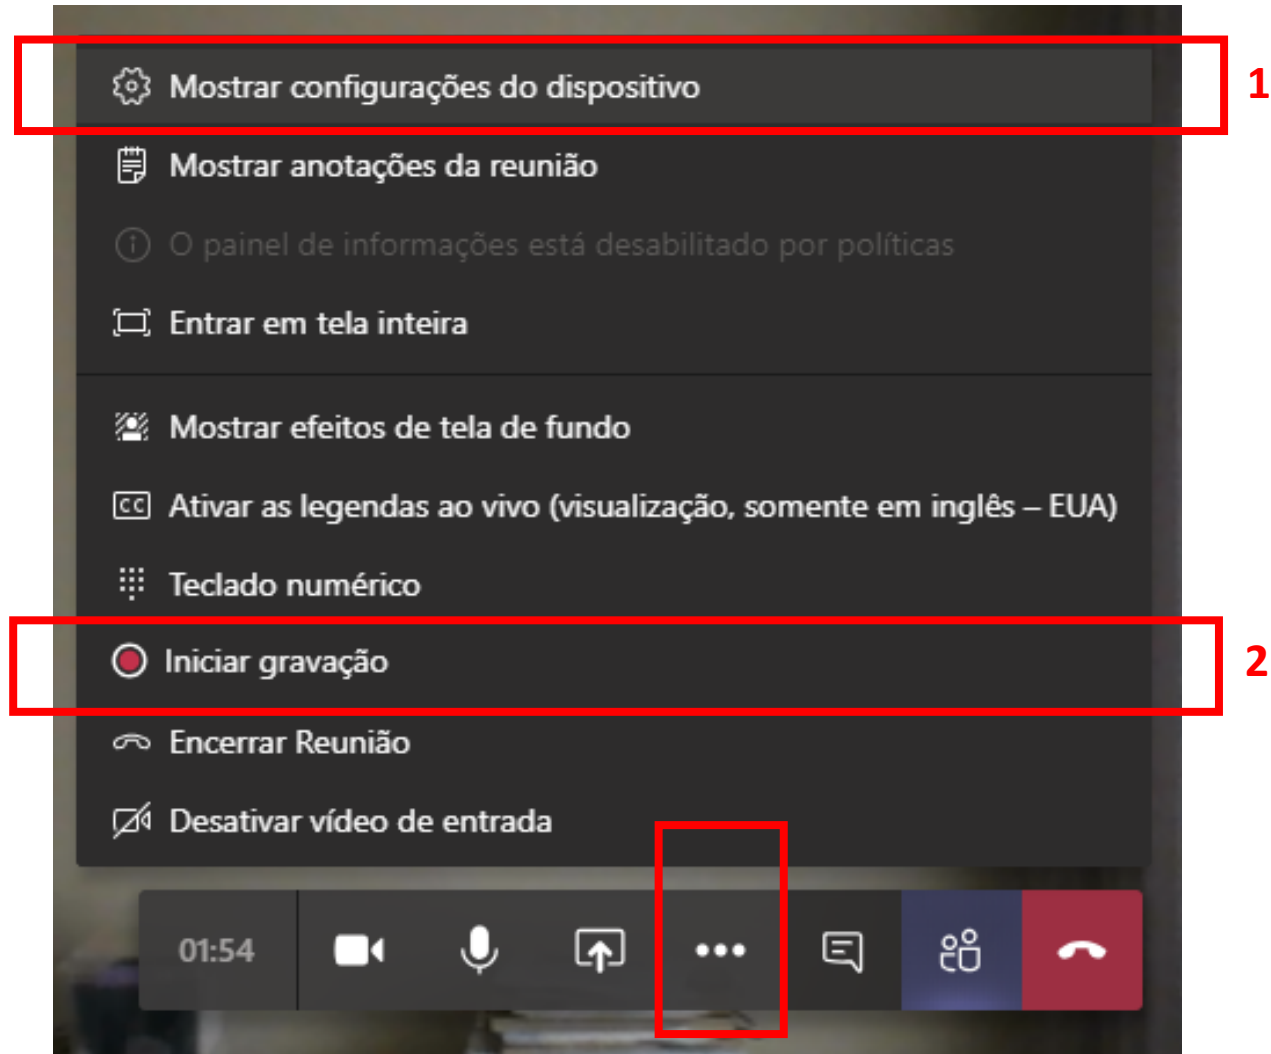 Mostrar configurações do dispositivo
1
Mostrar anotações da reunião
O painel de informações está desabilitado por políticas
Entrar em tela inteira
Mostrar efeitos de tela de fundo
CC Ativar as legendas ao vivo (visualização, somente em inglês – EUA)
Teclado numérico
Iniciar gravação
2
Encerrar Reunião
Desativar vídeo de entrada
01:54